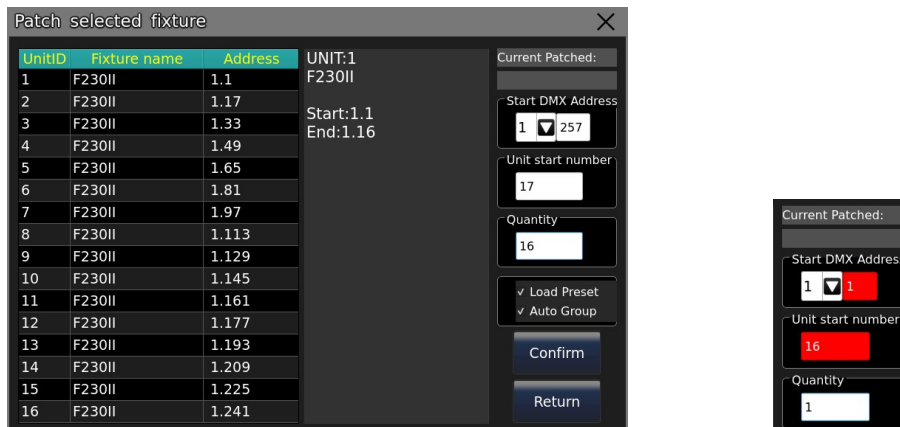 Patch selected fixture
UnitID Fixture name Address
1 F230II 1.1
2 F230II 1.17
3 F230II 1.33
4 F230II 1.49
5 F230II 1.65
6 F230II 1.81
7 F230II 1.97
8 F230II 1.113
9 F230II 1.129
10 F230II 1.145
11 F230II 1.161
12 F230II 1.177
13 F230II 1.193
14 F230II 1.209
15 F230II 1.225
16 F230II 1.241
UNIT:1
F230II
Start:1.1
End:1.16
Current Patched:
Start DMX Address
1 257
Unit start number
17
Quantity
16
✓ Load Preset
✓ Auto Group
Confirm
Return
Current Patched:
Start DMX Addres
1 1
Unit start number
16
Quantity
1